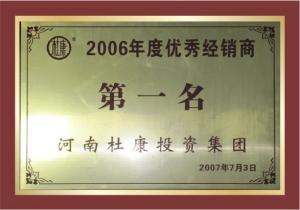 杜康
®
2006年度优秀经销商
第一名
河南杜康投资集团
2007年7月3日